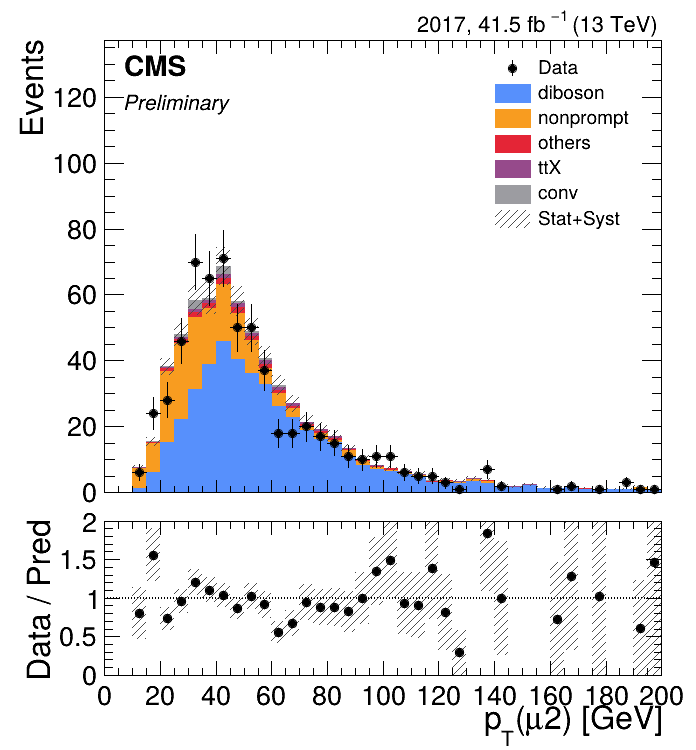 2017, 41.5 fb⁻¹ (13 TeV)
CMS
Preliminary
Data
diboson
nonprompt
others
ttX
conv
Stat+Syst
Events
120
100
80
60
40
20
0
Data / Pred
2
1.5
1
0.5
0
0 20 40 60 80 100 120 140 160 180 200
p_T(μ2) [GeV]